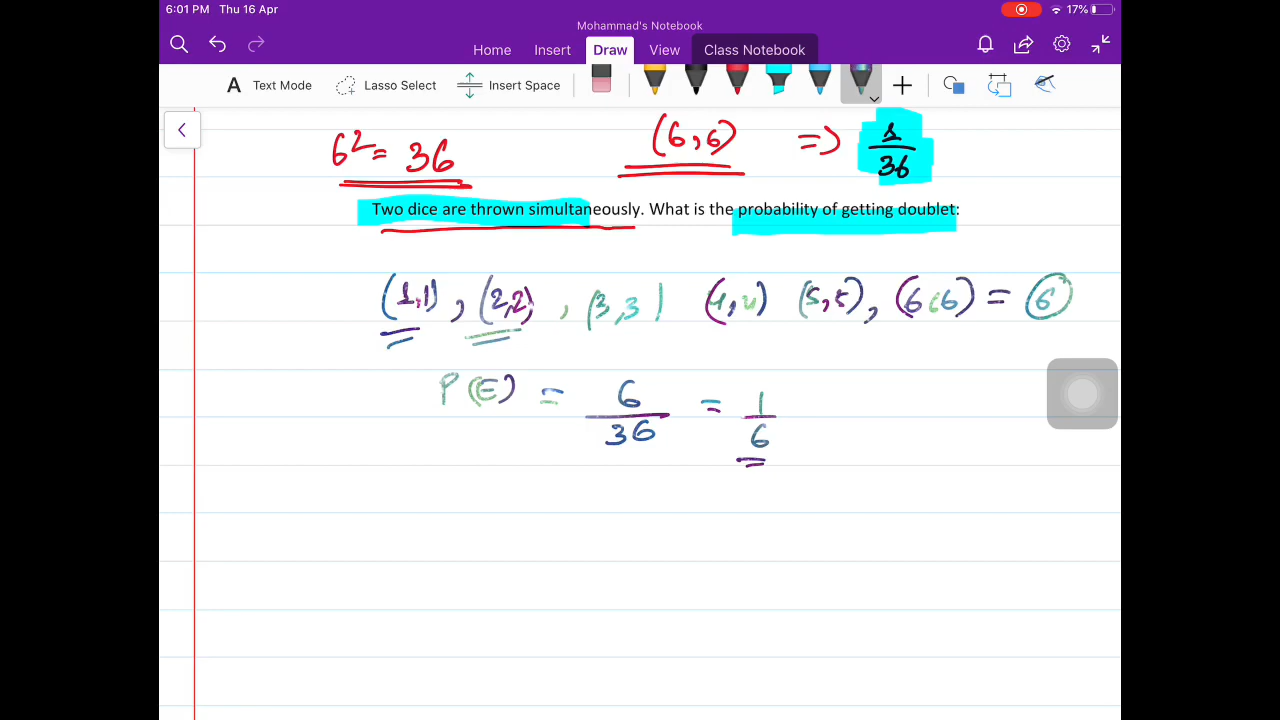 6:01 PM Thu 16 Apr 17%
Mohammad's Notebook
Home Insert Draw View Class Notebook
A Text Mode Lasso Select Insert Space
6² = 36 (6,6) => 1/36
Two dice are thrown simultaneously. What is the probability of getting doublet:
(1,1), (2,2), (3,3) (4,4) (5,5), (6,6) = 6
P(E) = 6/36 = 1/6